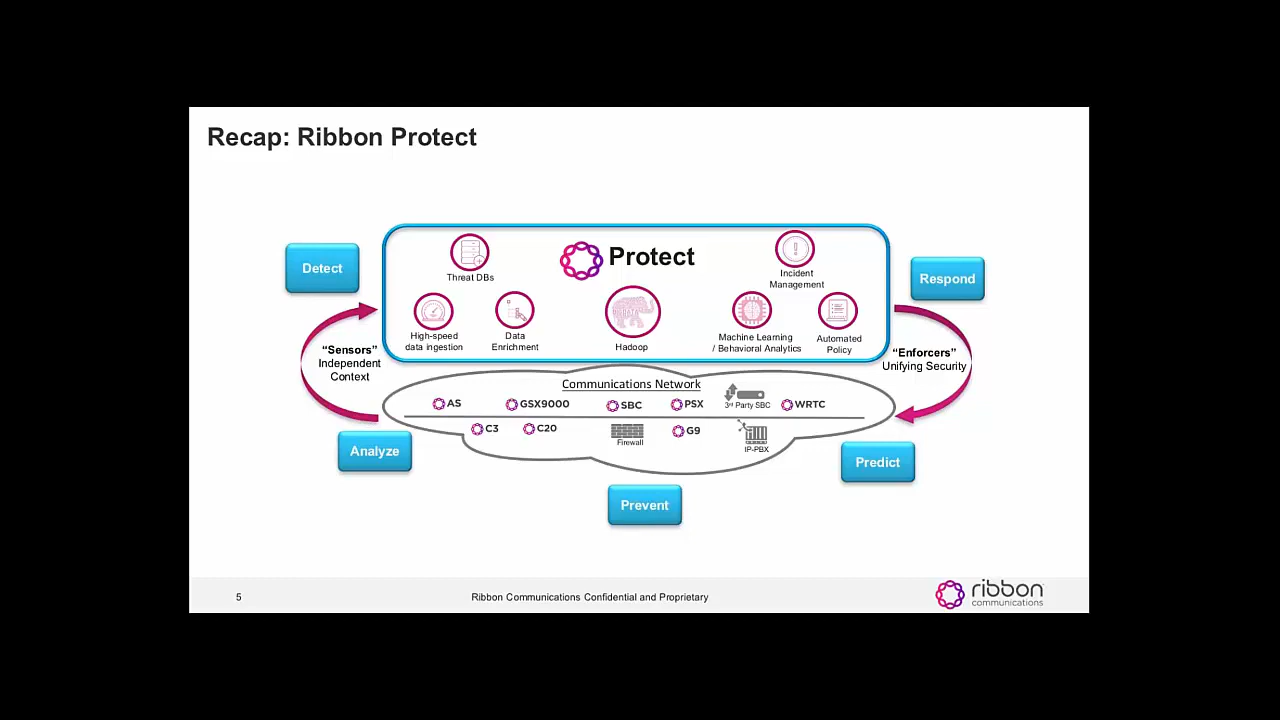 Recap: Ribbon Protect
Detect
Threat DBs
Protect
Incident
Management
Respond
High-speed
data ingestion
Data
Enrichment
Hadoop
Machine Learning
/ Behavioral Analytics
Automated
Policy
“Sensors”
Independent
Context
“Enforcers”
Unifying Security
Communications Network
AS
GSX9000
SBC
PSX
3rd Party SBC
WRTC
C3
C20
Firewall
G9
IP-PBX
Analyze
Predict
Prevent
5
Ribbon Communications Confidential and Proprietary
ribbon
communications